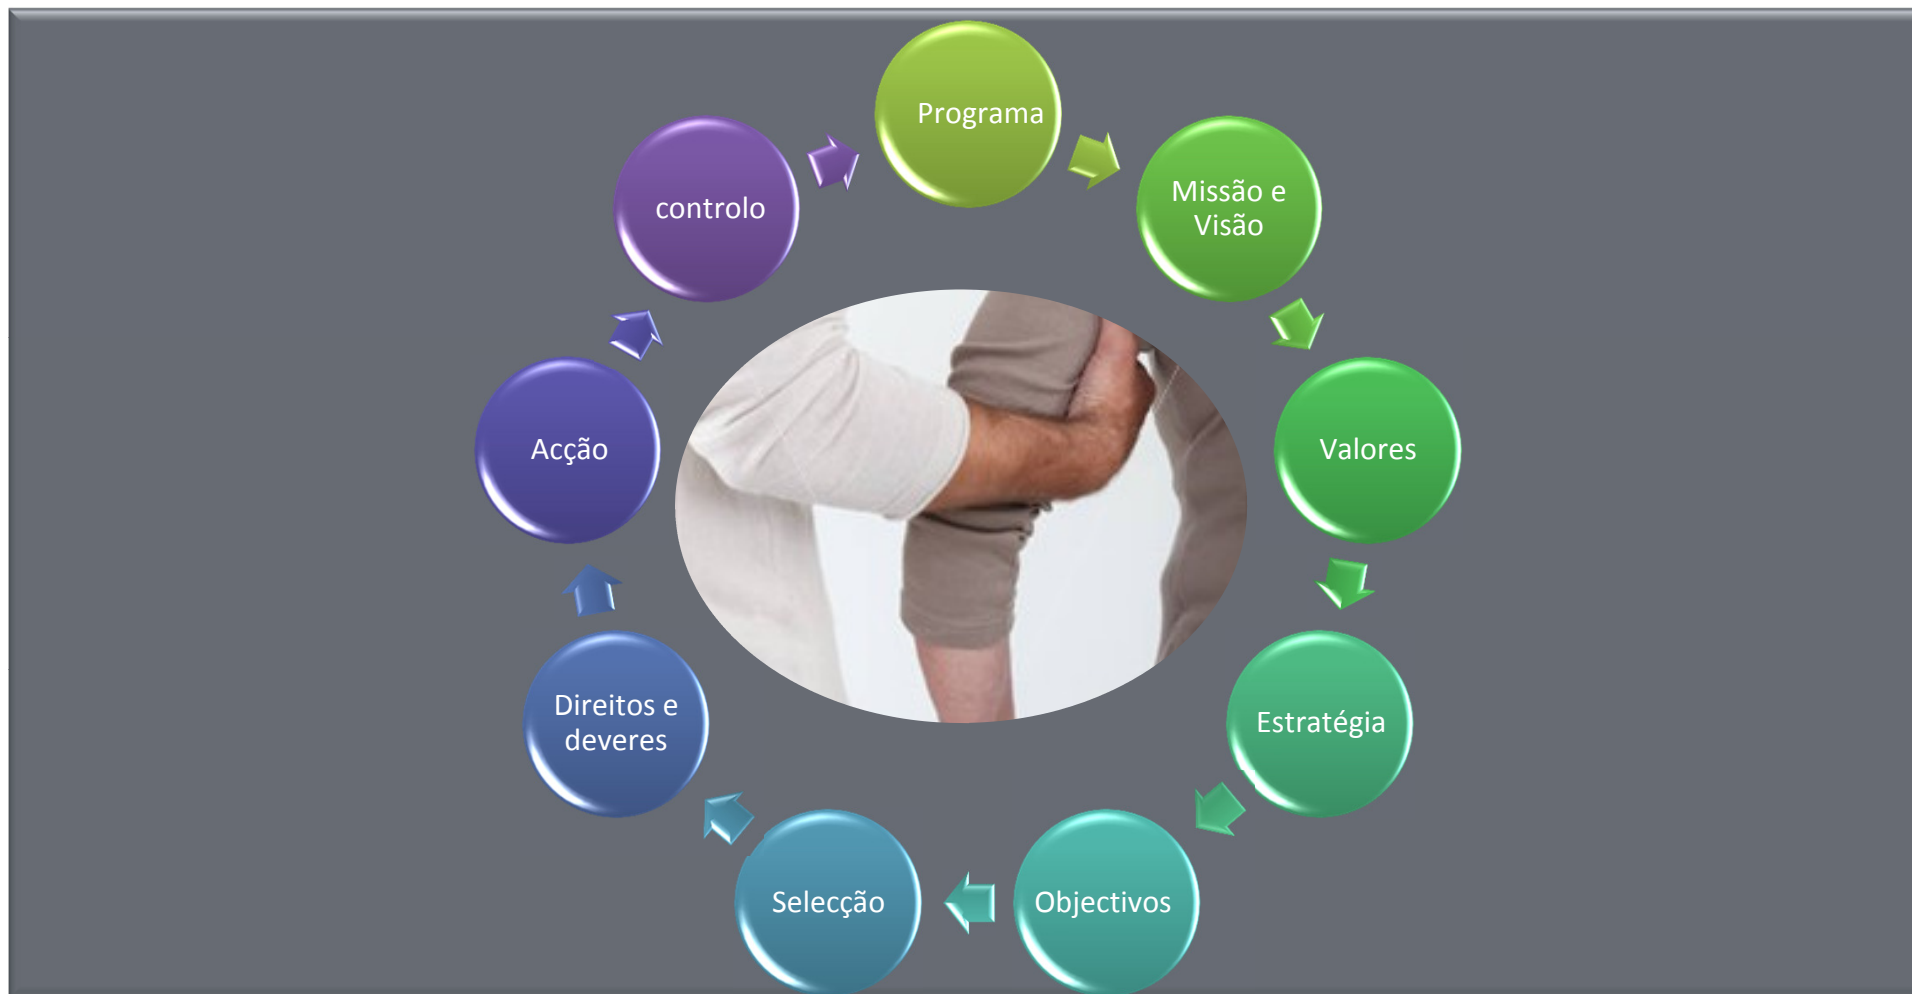 Programa
Missão e
Visão
Valores
Estratégia
Objectivos
Selecção
Direitos e
deveres
Acção
controlo